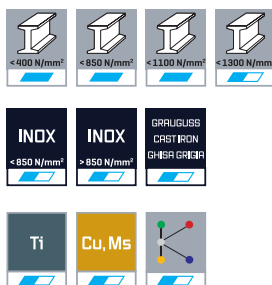 <400 N/mm² <850 N/mm² <1100 N/mm² <1300 N/mm²
INOX INOX GRAUGUSS
CAST IRON
GHISA GRIGIA
<850 N/mm² >850 N/mm²
Ti Cu, Ms